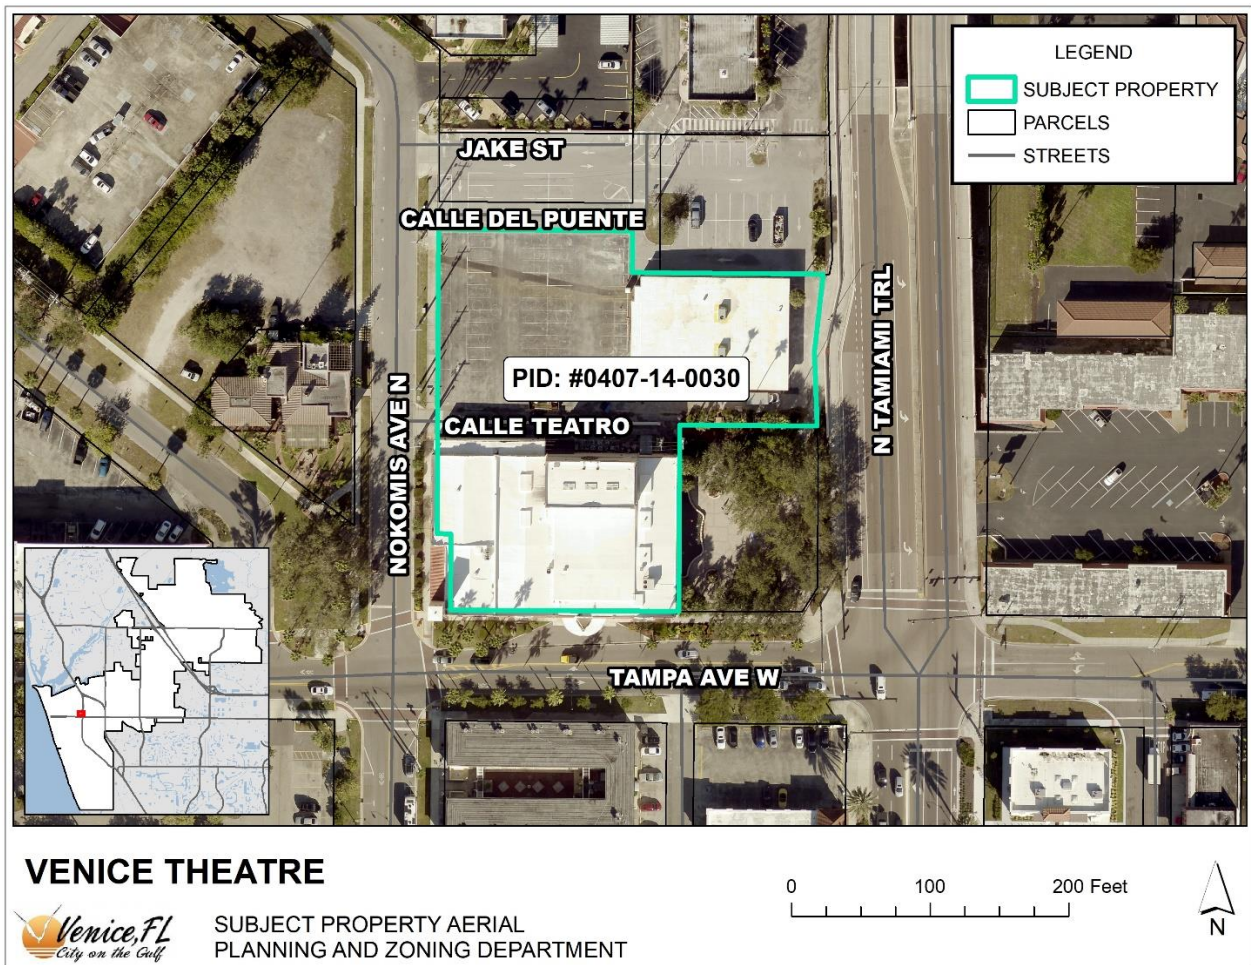 LEGEND
SUBJECT PROPERTY
PARCELS
STREETS
JAKE ST
CALLE DEL PUENTE
N TAMIAMI TRL
PID: #0407-14-0030
CALLE TEATRO
NOKOMIS AVE N
TAMPA AVE W
VENICE THEATRE
0 100 200 Feet
Venice, FL
City on the Gulf
SUBJECT PROPERTY AERIAL
PLANNING AND ZONING DEPARTMENT
N